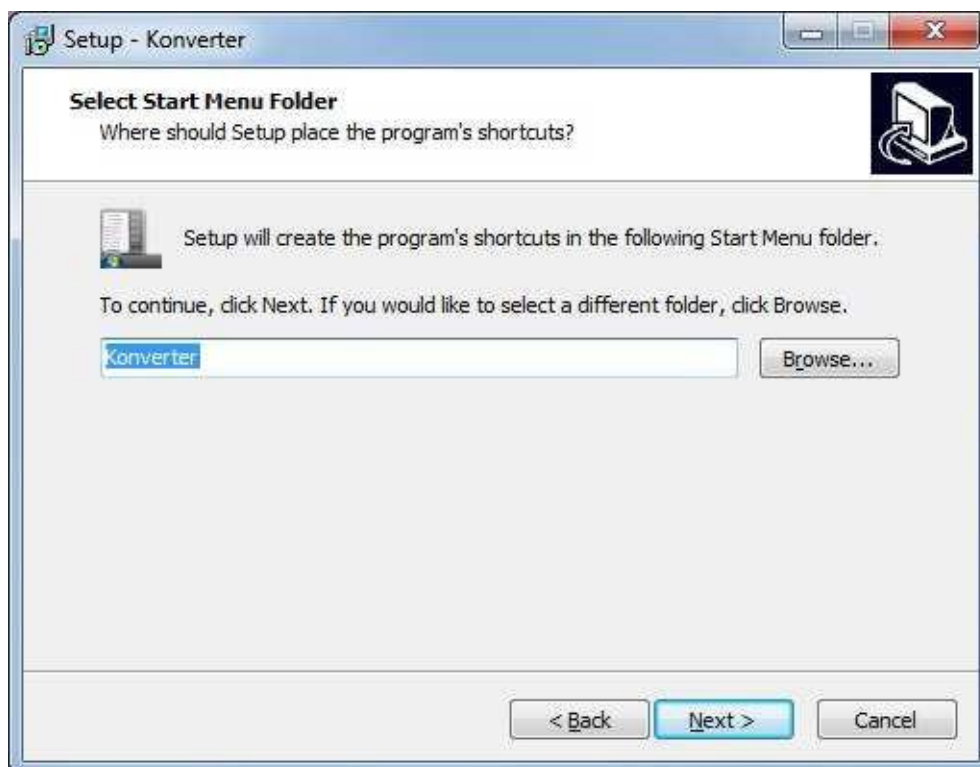 Setup - Konverter
Select Start Menu Folder
Where should Setup place the program's shortcuts?
Setup will create the program's shortcuts in the following Start Menu folder.
To continue, click Next. If you would like to select a different folder, click Browse.
Konverter
Browse...
< Back
Next >
Cancel